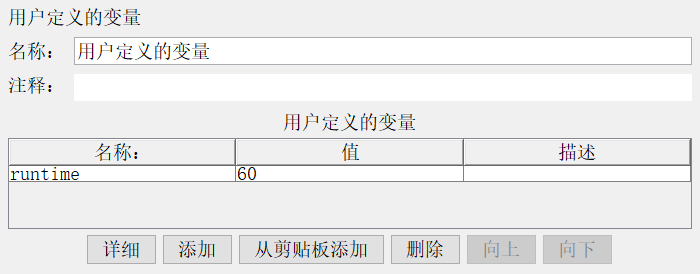 用户定义的变量
名称： 用户定义的变量
注释：
用户定义的变量
名称： 值 描述
runtime 60
详细 添加 从剪贴板添加 删除 向上 向下